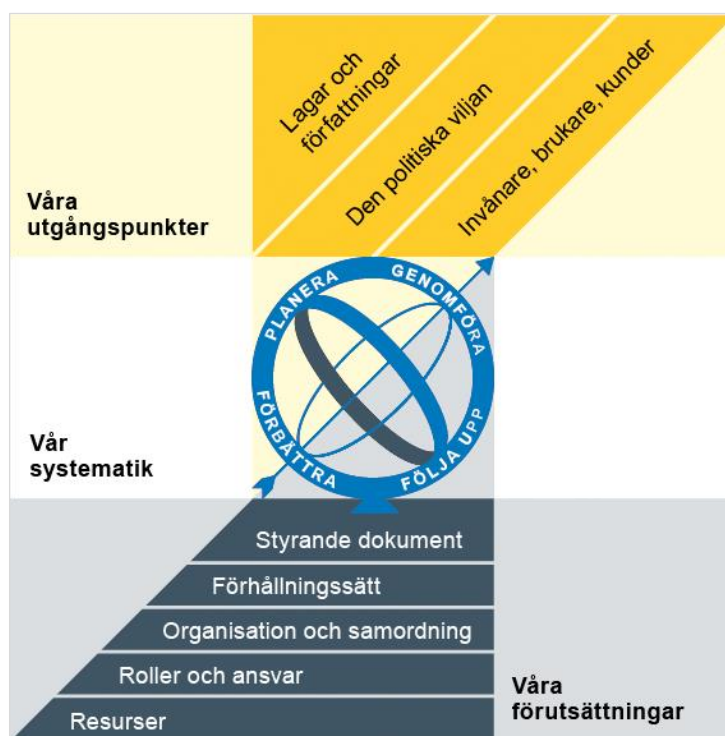 Lagar och
författningar
Den politiska viljan
Invånare, brukare, kunder
Våra
utgångspunkter
PLANERA
GENOMFÖRA
FÖRBÄTTRA
FÖLJA UPP
Vår
systematik
Styrande dokument
Förhållningssätt
Organisation och samordning
Roller och ansvar
Resurser
Våra
förutsättningar